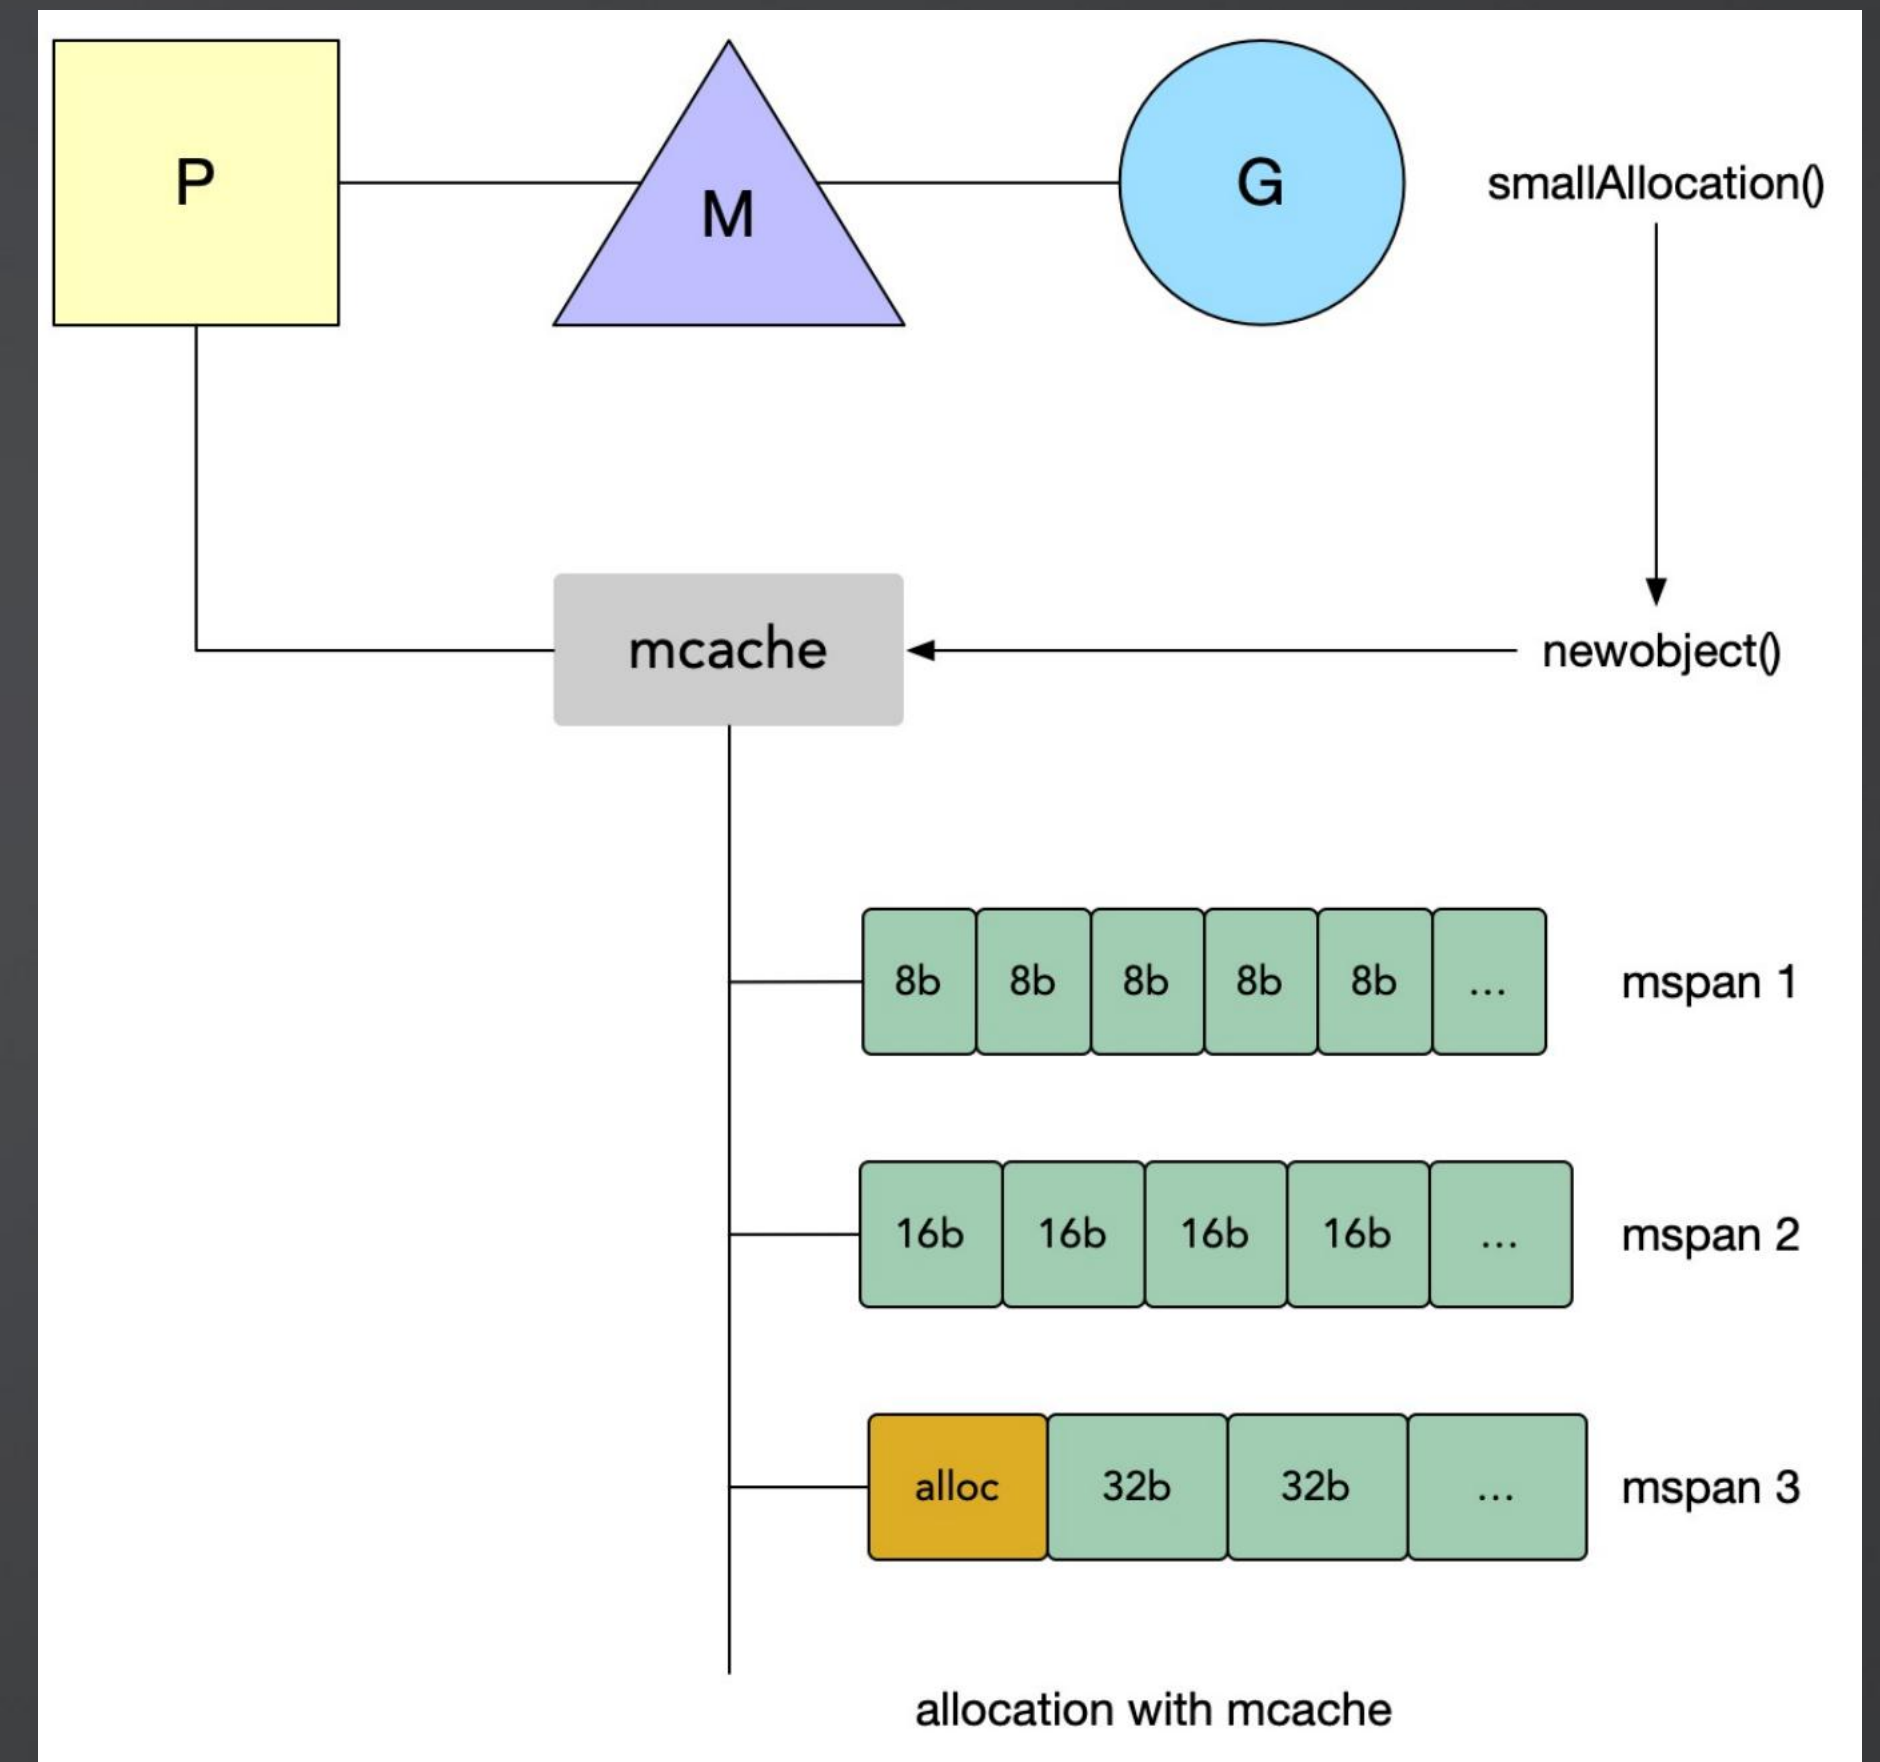 P
M
G
smallAllocation()
mcache
newobject()
8b 8b 8b 8b 8b ...
mspan 1
16b 16b 16b 16b ...
mspan 2
alloc 32b 32b ...
mspan 3
allocation with mcache